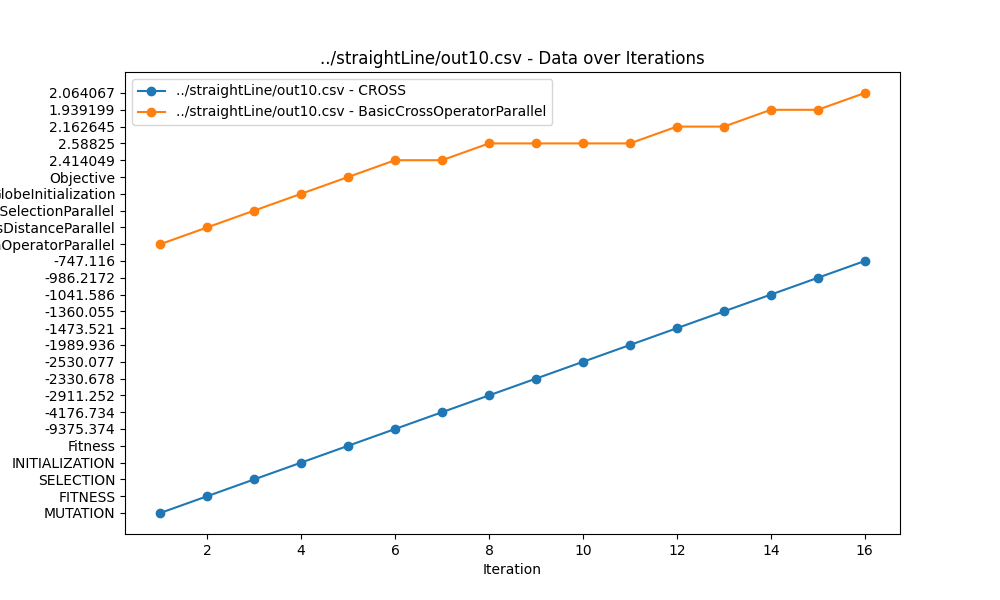 ../straightLine/out10.csv - Data over Iterations
../straightLine/out10.csv - CROSS
../straightLine/out10.csv - BasicCrossOperatorParallel
2.064067
1.939199
2.162645
2.58825
2.414049
Objective
lobeInitialization
SelectionParallel
sDistanceParallel
OperatorParallel
-747.116
-986.2172
-1041.586
-1360.055
-1473.521
-1989.936
-2530.077
-2330.678
-2911.252
-4176.734
-9375.374
Fitness
INITIALIZATION
SELECTION
FITNESS
MUTATION
2 4 6 8 10 12 14 16
Iteration